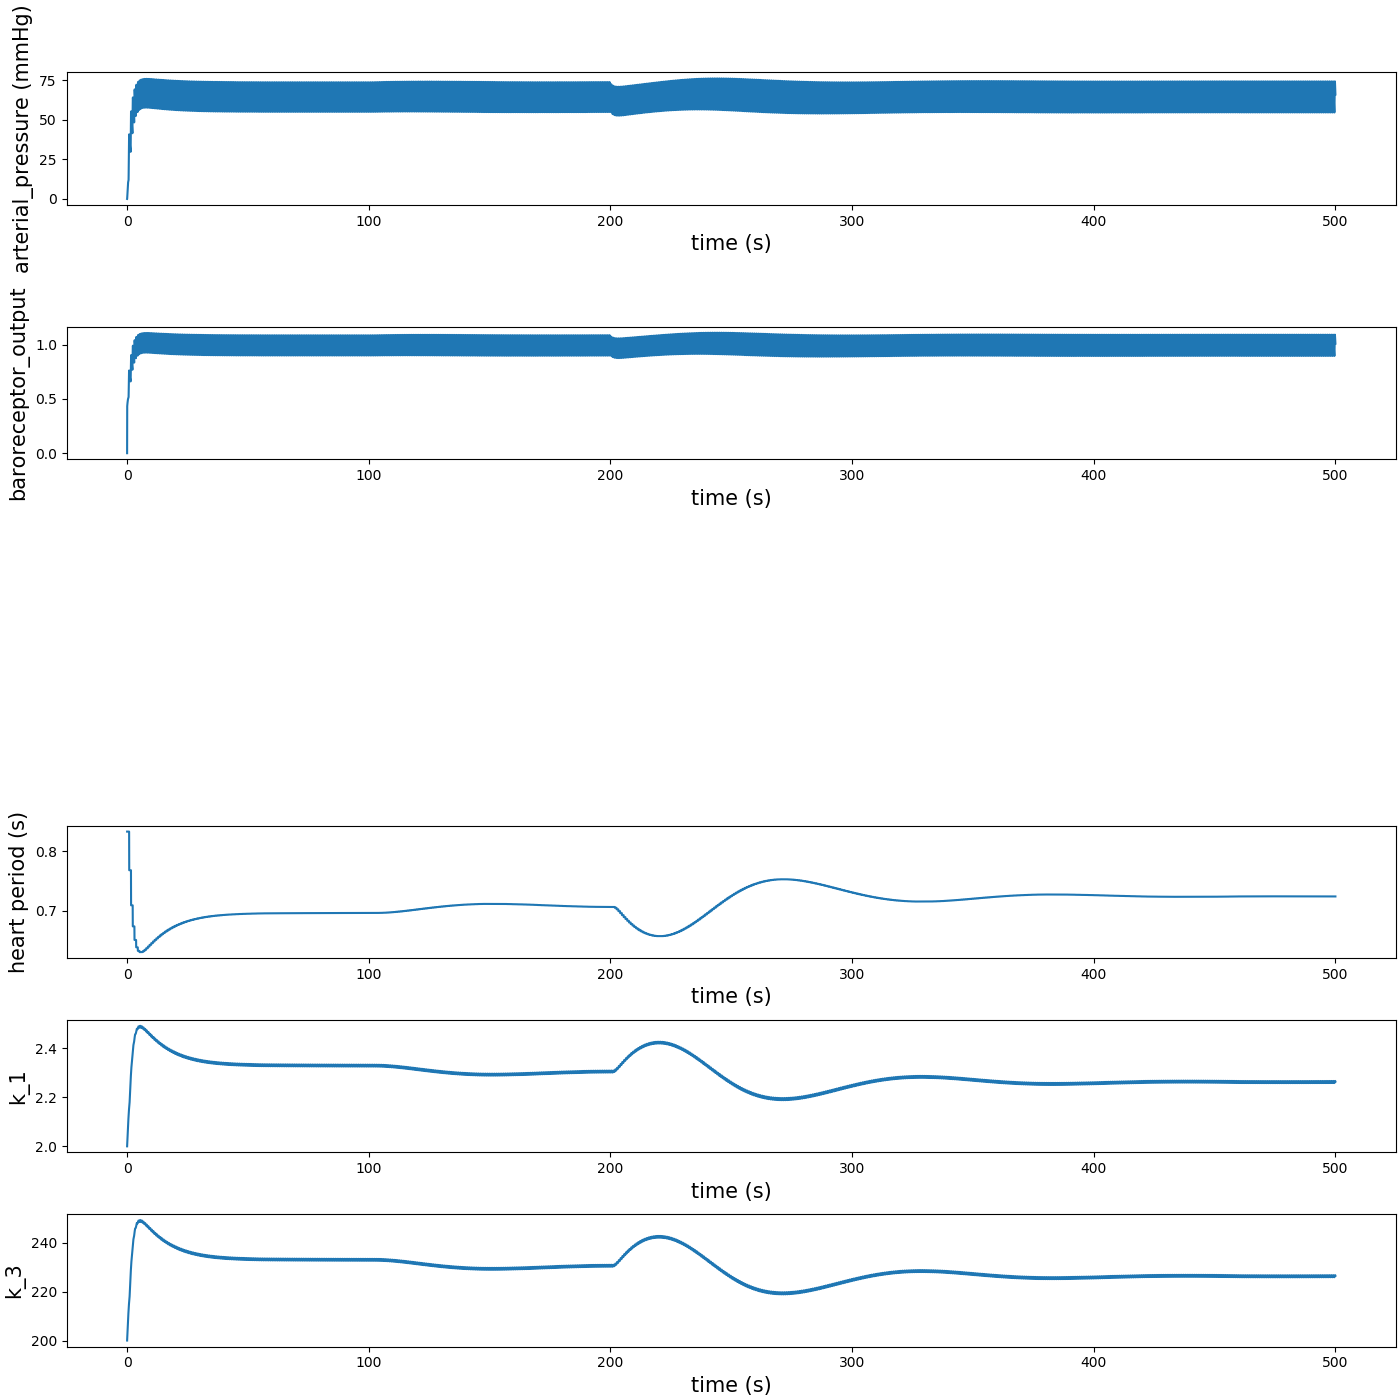 arterial_pressure (mmHg)
75
50
25
0
0 100 200 300 400 500
time (s)
baroreceptor_output
1.0
0.5
0.0
0 100 200 300 400 500
time (s)
heart period (s)
0.8
0.7
0 100 200 300 400 500
time (s)
k_1
2.4
2.2
2.0
0 100 200 300 400 500
time (s)
k_3
240
220
200
0 100 200 300 400 500
time (s)